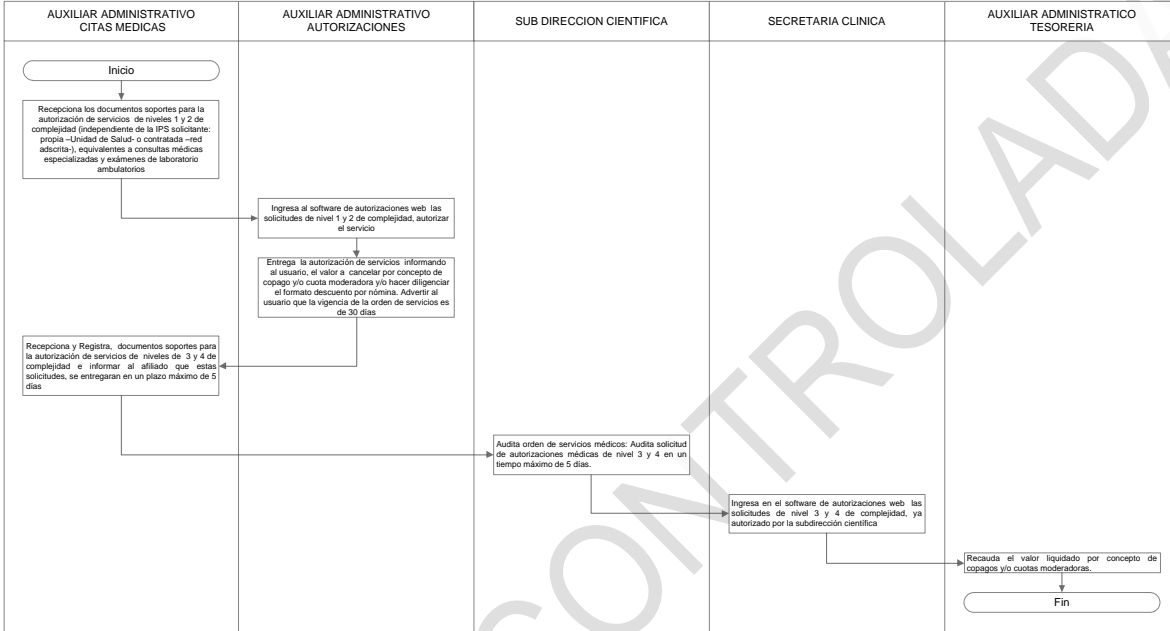 AUXILIAR ADMINISTRATIVO
CITAS MEDICAS
AUXILIAR ADMINISTRATIVO
AUTORIZACIONES
SUB DIRECCION CIENTIFICA
SECRETARIA CLINICA
AUXILIAR ADMINISTRATICO
TESORERIA
Inicio
Recepciona los documentos soportes para la
autorización de servicios de niveles 1 y 2 de
complejidad (independiente de la IPS solicitante:
propia –Unidad de Salud- o contratada –red
adscrita-), equivalentes a consultas médicas
especializadas y exámenes de laboratorio
ambulatorios
Ingresa al software de autorizaciones web las
solicitudes de nivel 1 y 2 de complejidad, autorizar
el servicio
Entrega la autorización de servicios informando
al usuario, el valor a cancelar por concepto de
copago y/o cuota moderadora y/o hacer diligenciar
el formato descuento por nómina. Advertir al
usuario que la vigencia de la orden de servicios es
de 30 días
Recepciona y Registra, documentos soportes para
la autorización de servicios de niveles de 3 y 4 de
complejidad e informar al afiliado que estas
solicitudes, se entregaran en un plazo máximo de 5
días
Audita orden de servicios médicos: Audita solicitud
de autorizaciones médicas de nivel 3 y 4 en un
tiempo máximo de 5 días.
Ingresa en el software de autorizaciones web las
solicitudes de nivel 3 y 4 de complejidad, ya
autorizado por la subdirección científica
Recauda el valor liquidado por concepto de
copagos y/o cuotas moderadoras.
Fin
CONTROLADA